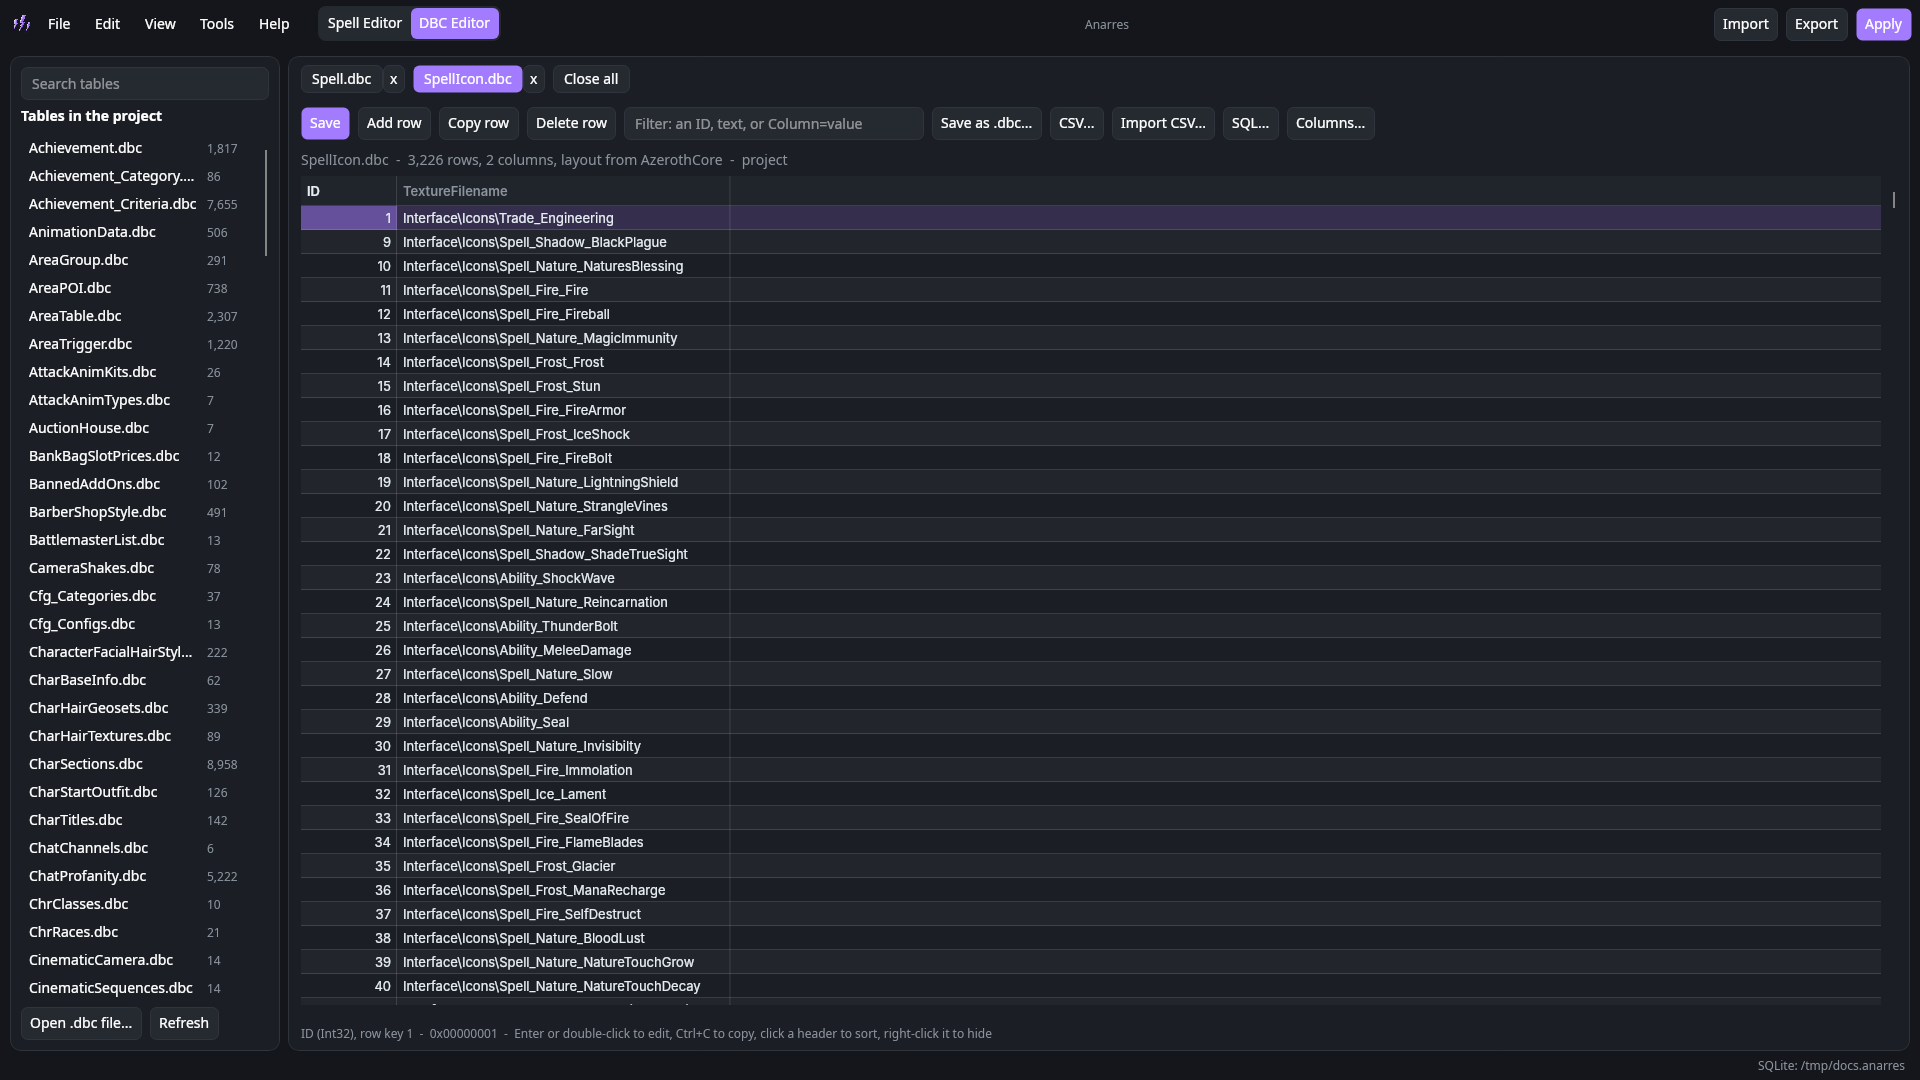 File Edit View Tools Help Spell Editor DBC Editor Anarres Import Export Apply
Search tables
Tables in the project
Achievement.dbc 1,817
Achievement_Category.... 86
Achievement_Criteria.dbc 7,655
AnimationData.dbc 506
AreaGroup.dbc 291
AreaPOI.dbc 738
AreaTable.dbc 2,307
AreaTrigger.dbc 1,220
AttackAnimKits.dbc 26
AttackAnimTypes.dbc 7
AuctionHouse.dbc 7
BankBagSlotPrices.dbc 12
BannedAddOns.dbc 102
BarberShopStyle.dbc 491
BattlemasterList.dbc 13
CameraShakes.dbc 78
Cfg_Categories.dbc 37
Cfg_Configs.dbc 13
CharacterFacialHairStyl... 222
CharBaseInfo.dbc 62
CharHairGeosets.dbc 339
CharHairTextures.dbc 89
CharSections.dbc 8,958
CharStartOutfit.dbc 126
CharTitles.dbc 142
ChatChannels.dbc 6
ChatProfanity.dbc 5,222
ChrClasses.dbc 10
ChrRaces.dbc 21
CinematicCamera.dbc 14
CinematicSequences.dbc 14
Open .dbc file... Refresh
Spell.dbc x SpellIcon.dbc x Close all
Save Add row Copy row Delete row Filter: an ID, text, or Column=value Save as .dbc... CSV... Import CSV... SQL... Columns...
SpellIcon.dbc - 3,226 rows, 2 columns, layout from AzerothCore - project
ID TextureFilename
1 Interface\Icons\Trade_Engineering
9 Interface\Icons\Spell_Shadow_BlackPlague
10 Interface\Icons\Spell_Nature_NaturesBlessing
11 Interface\Icons\Spell_Fire_Fire
12 Interface\Icons\Spell_Fire_Fireball
13 Interface\Icons\Spell_Nature_MagicImmunity
14 Interface\Icons\Spell_Frost_Frost
15 Interface\Icons\Spell_Frost_Stun
16 Interface\Icons\Spell_Fire_FireArmor
17 Interface\Icons\Spell_Frost_IceShock
18 Interface\Icons\Spell_Fire_FireBolt
19 Interface\Icons\Spell_Nature_LightningShield
20 Interface\Icons\Spell_Nature_StrangleVines
21 Interface\Icons\Spell_Nature_FarSight
22 Interface\Icons\Spell_Shadow_ShadeTrueSight
23 Interface\Icons\Ability_ShockWave
24 Interface\Icons\Spell_Nature_Reincarnation
25 Interface\Icons\Ability_ThunderBolt
26 Interface\Icons\Ability_MeleeDamage
27 Interface\Icons\Spell_Nature_Slow
28 Interface\Icons\Ability_Defend
29 Interface\Icons\Ability_Seal
30 Interface\Icons\Spell_Nature_Invisibilty
31 Interface\Icons\Spell_Fire_Immolation
32 Interface\Icons\Spell_Ice_Lament
33 Interface\Icons\Spell_Fire_SealOfFire
34 Interface\Icons\Spell_Fire_FlameBlades
35 Interface\Icons\Spell_Frost_Glacier
36 Interface\Icons\Spell_Frost_ManaRecharge
37 Interface\Icons\Spell_Fire_SelfDestruct
38 Interface\Icons\Spell_Nature_BloodLust
39 Interface\Icons\Spell_Nature_NatureTouchGrow
40 Interface\Icons\Spell_Nature_NatureTouchDecay
ID (Int32), row key 1 - 0x00000001 - Enter or double-click to edit, Ctrl+C to copy, click a header to sort, right-click it to hide
SQLite: /tmp/docs.anarres